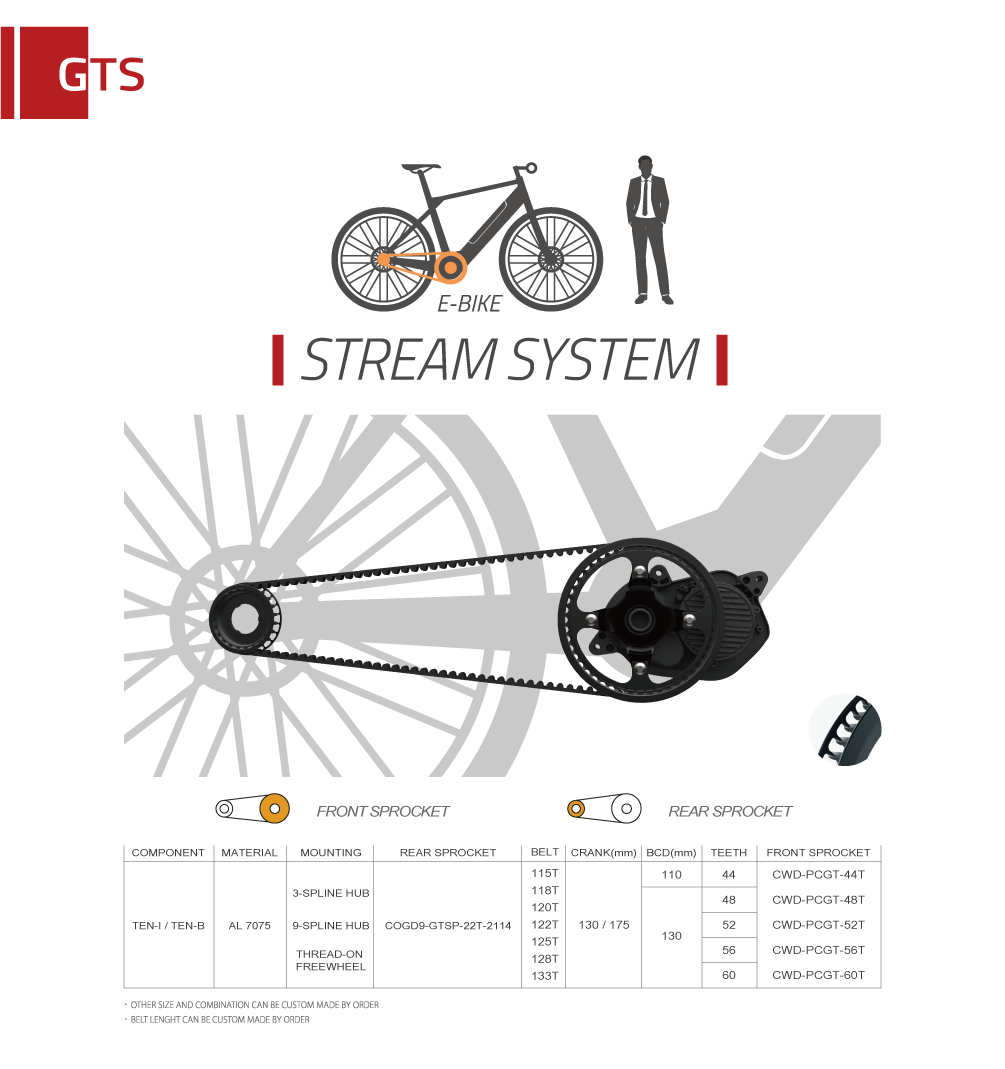 GTS
E-BIKE
STREAM SYSTEM
FRONT SPROCKET
REAR SPROCKET
COMPONENT MATERIAL MOUNTING REAR SPROCKET BELT CRANK(mm) BCD(mm) TEETH FRONT SPROCKET
TEN-I / TEN-B
AL 7075
3-SPLINE HUB
9-SPLINE HUB
THREAD-ON
FREEWHEEL
COGD9-GTSP-22T-2114
115T
118T
120T
122T
125T
128T
133T
130 / 175
110
130
44 CWD-PCGT-44T
48 CWD-PCGT-48T
52 CWD-PCGT-52T
56 CWD-PCGT-56T
60 CWD-PCGT-60T
· OTHER SIZE AND COMBINATION CAN BE CUSTOM MADE BY ORDER
· BELT LENGHT CAN BE CUSTOM MADE BY ORDER